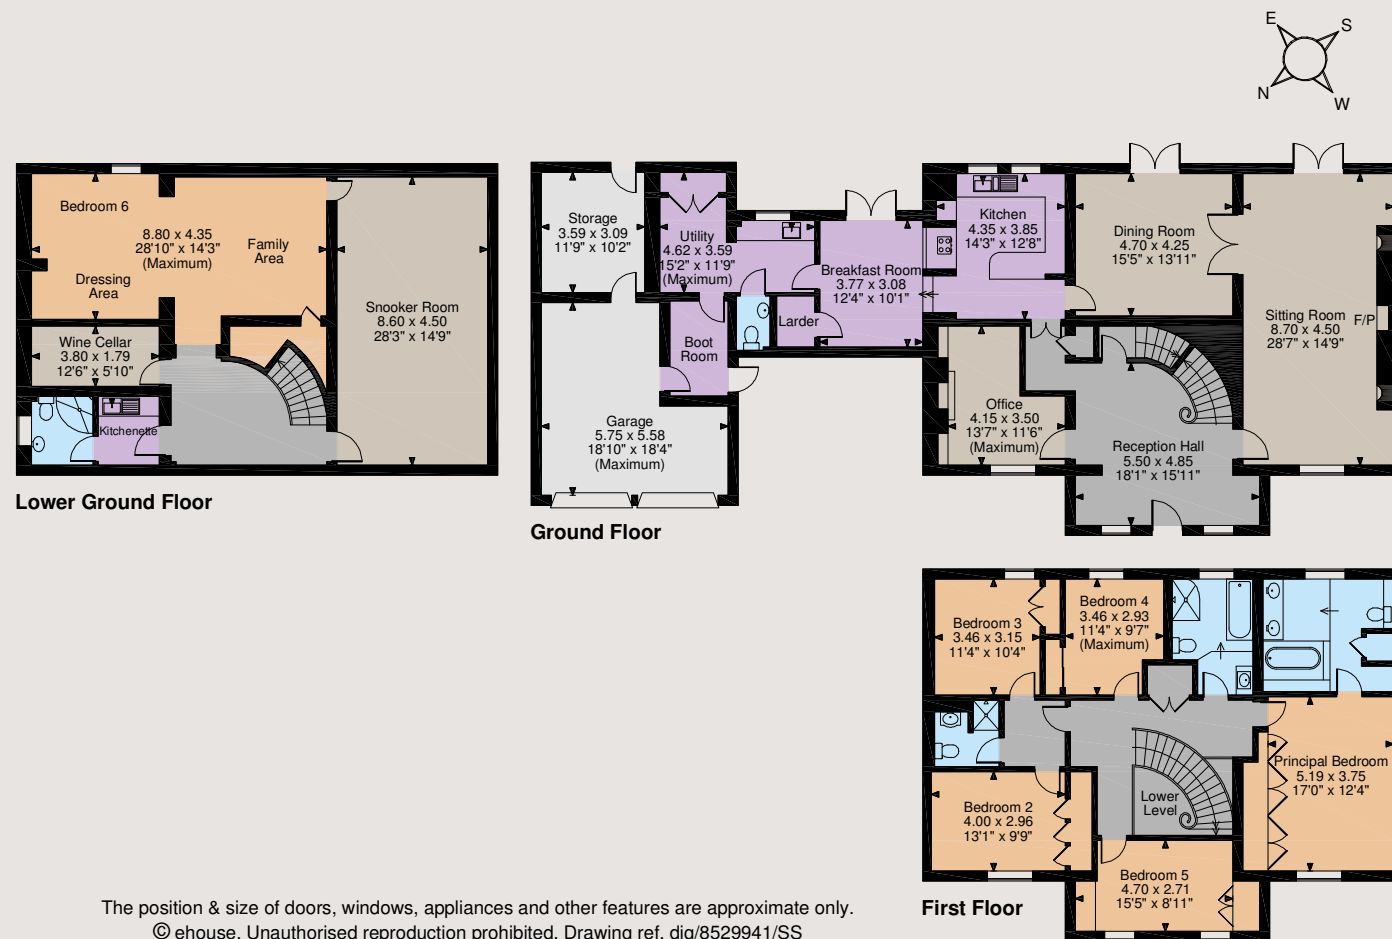 E
S
N
W
Bedroom 6
8.80 x 4.35
28'10" x 14'3"
(Maximum)
Family
Area
Dressing
Area
Snooker Room
8.60 x 4.50
28'3" x 14'9"
Wine Cellar
3.80 x 1.79
12'6" x 5'10"
Kitchenette
Lower Ground Floor
Storage
3.59 x 3.09
11'9" x 10'2"
Utility
4.62 x 3.59
15'2" x 11'9"
(Maximum)
Breakfast Room
3.77 x 3.08
12'4" x 10'1"
Larder
Boot
Room
Garage
5.75 x 5.58
18'10" x 18'4"
(Maximum)
Kitchen
4.35 x 3.85
14'3" x 12'8"
Dining Room
4.70 x 4.25
15'5" x 13'11"
Sitting Room
8.70 x 4.50
28'7" x 14'9"
F/P
Office
4.15 x 3.50
13'7" x 11'6"
(Maximum)
Reception Hall
5.50 x 4.85
18'1" x 15'11"
Ground Floor
Bedroom 3
3.46 x 3.15
11'4" x 10'4"
Bedroom 4
3.46 x 2.93
11'4" x 9'7"
(Maximum)
Principal Bedroom
5.19 x 3.75
17'0" x 12'4"
Lower
Level
Bedroom 2
4.00 x 2.96
13'1" x 9'9"
Bedroom 5
4.70 x 2.71
15'5" x 8'11"
First Floor
The position & size of doors, windows, appliances and other features are approximate only.
© ehouse. Unauthorised reproduction prohibited. Drawing ref. dig/8529941/SS